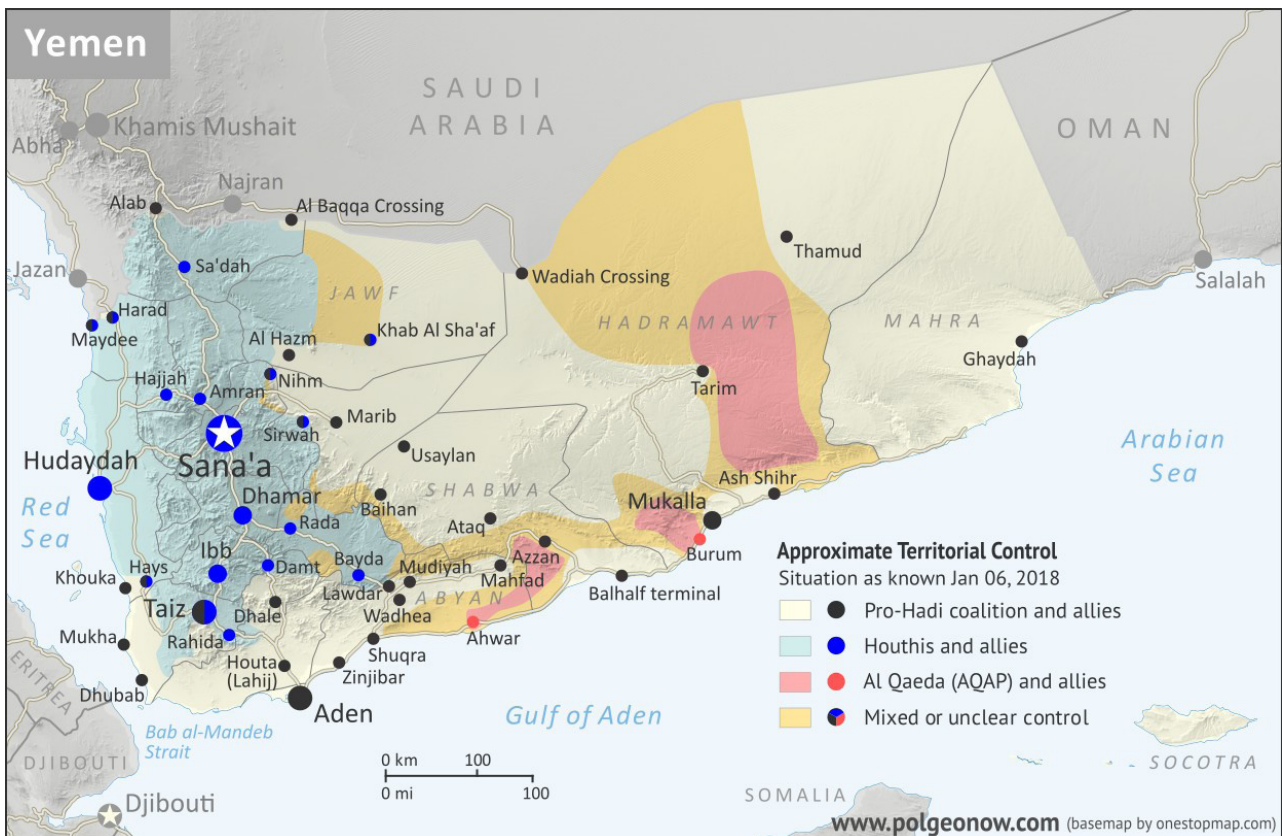 Yemen
SAUDI
ARABIA
OMAN
Khamis Mushait
Abha
Najran
Alab
Al Baqqa Crossing
Thamud
Jazan
Sa'dah
Wadiah Crossing
Salalah
JAWF
Harad
HADRAMAWT
MAHRA
Maydee
Khab Al Sha'af
Al Hazm
Ghaydah
Hajjah
Amran
Nihm
Tarim
Marib
Sirwah
Arabian
Sea
Usaylan
Hudaydah
Sana'a
Ash Shihr
SHABWA
Red
Sea
Dhamar
Baihan
Mukalla
Rada
Ataq
Burum
Ibb
Hays
Damt
Bayda
Mudiyah
Azzan
Mahfad
Khouka
Lawdar
ABYAN
Balhalf terminal
Taiz
Dhale
Wadhea
Mukha
Rahida
Ahwar
Shuqra
ERITREA
Houta
(Lahij)
Zinjibar
Dhubab
Aden
Gulf of Aden
Bab al-Mandeb
Strait
DJIBOUTI
Djibouti
0 km
100
0 mi
100
Approximate Territorial Control
Situation as known Jan 06, 2018
Pro-Hadi coalition and allies
Houthis and allies
Al Qaeda (AQAP) and allies
Mixed or unclear control
SOCOTRA
SOMALIA
www.polgeonow.com (basemap by onestopmap.com)